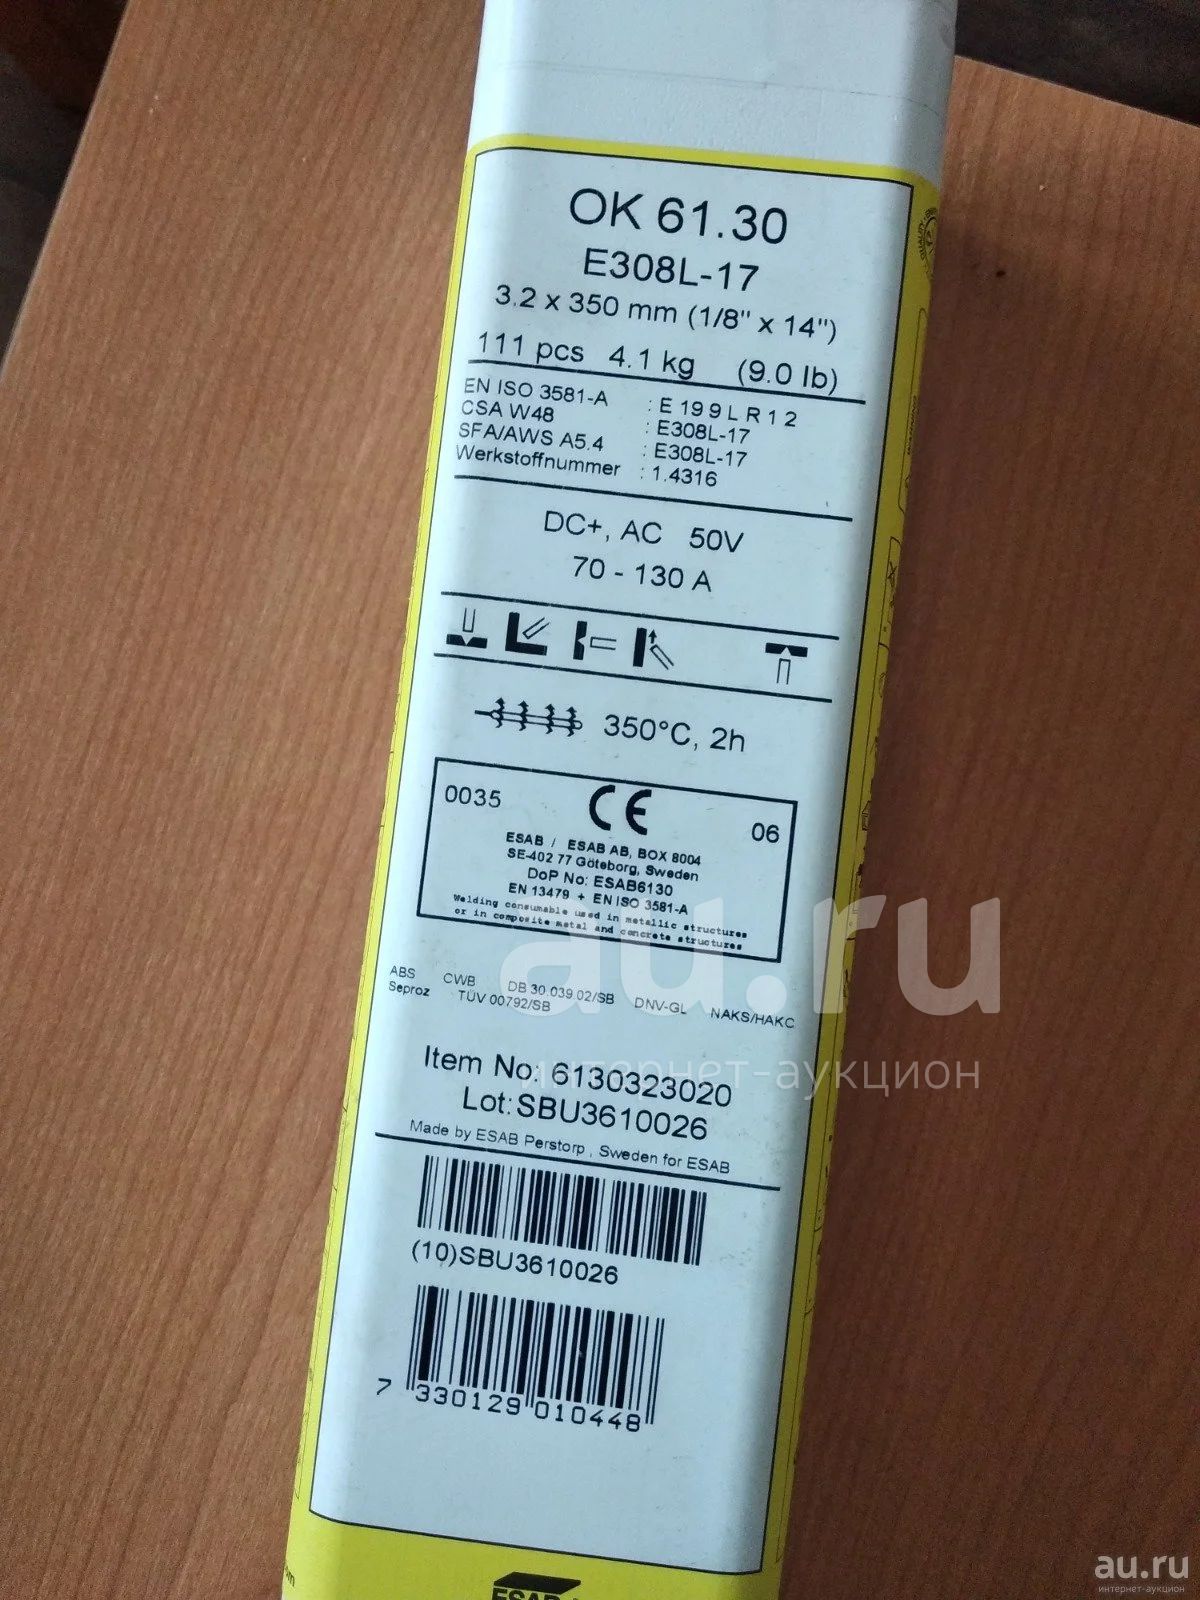 OK 61.30
E308L-17
3.2 x 350 mm (1/8" x 14")
111 pcs 4.1 kg (9.0 lb)
EN ISO 3581-A : E 19 9 L R 1 2
CSA W48 : E308L-17
SFA/AWS A5.4 : E308L-17
Werkstoffnummer : 1.4316
DC+, AC 50V
70 - 130 A
350°C, 2h
0035 CE 06
ESAB / ESAB AB, BOX 8004
SE-402 77 Göteborg, Sweden
DoP No: ESAB6130
EN 13479 + EN ISO 3581-A
Welding consumable used in metallic structures
or in composite metal and concrete structures
ABS CWB DB 30.039.02/SB DNV-GL NAKS/HAKC
Seproz TÜV 00792/SB
Item No: 6130323020
Lot: SBU3610026
Made by ESAB Perstorp , Sweden for ESAB
(10)SBU3610026
7 330129 010448
ESAB
au.ru
интернет-аукцион
au.ru
интернет-аукцион